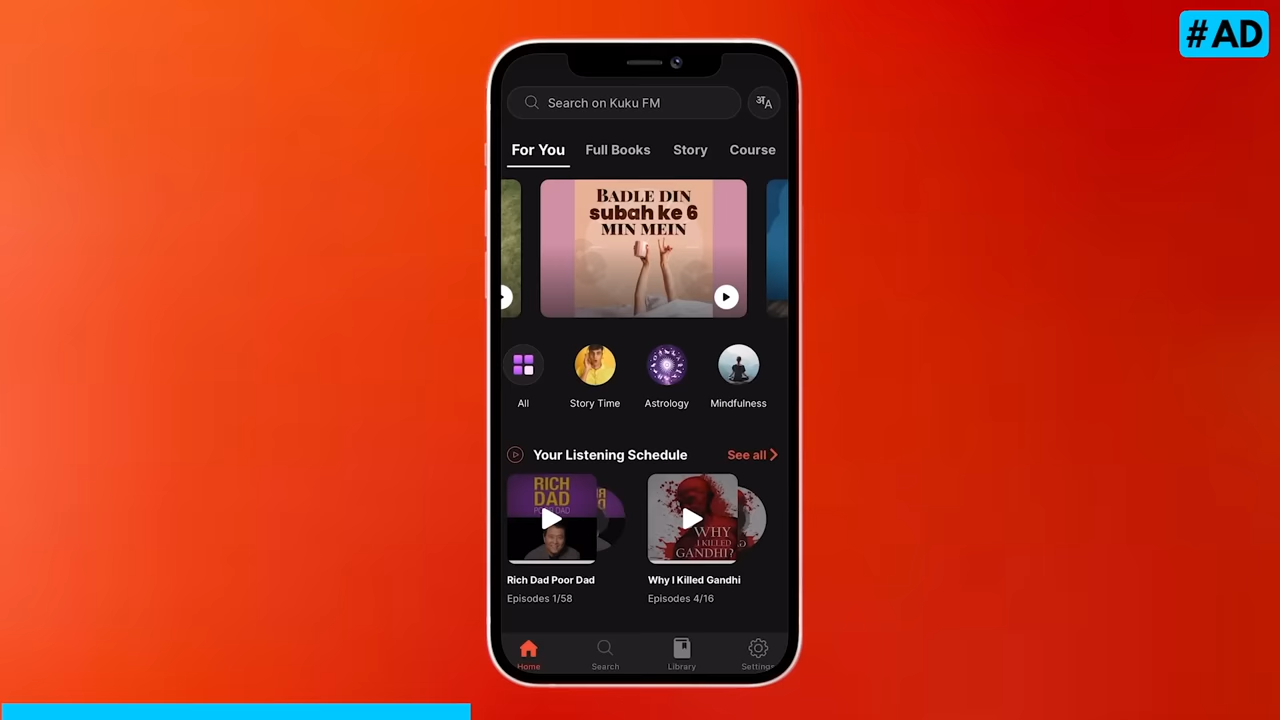 #AD
Search on Kuku FM
अA
For You
Full Books
Story
Course
BADLE DIN
subah ke 6
MIN MEIN
All
Story Time
Astrology
Mindfulness
Your Listening Schedule
See all
RICH
DAD
POOR DAD
WHY
I KILLED
GANDHI?
Rich Dad Poor Dad
Why I Killed Gandhi
Episodes 1/58
Episodes 4/16
Home
Search
Library
Settings